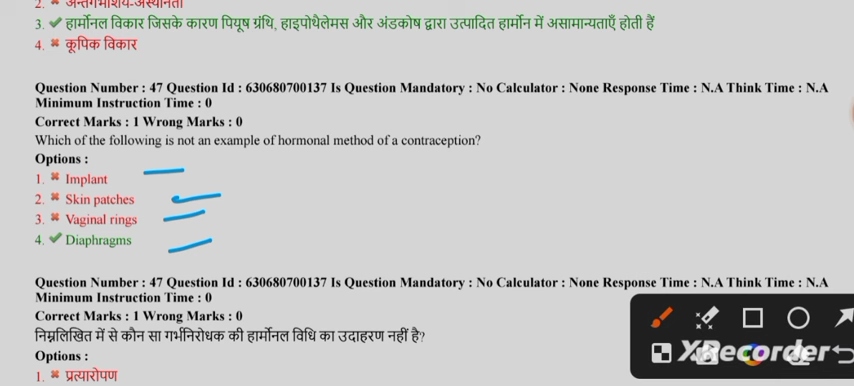 2. ✖ अन्तर्गर्भाशय-अस्थानता
3. ✔ हार्मोनल विकार जिसके कारण पियूष ग्रंथि, हाइपोथैलेमस और अंडकोष द्वारा उत्पादित हार्मोन में असामान्यताएँ होती हैं
4. ✖ कूपिक विकार
Question Number : 47 Question Id : 630680700137 Is Question Mandatory : No Calculator : None Response Time : N.A Think Time : N.A
Minimum Instruction Time : 0
Correct Marks : 1 Wrong Marks : 0
Which of the following is not an example of hormonal method of contraception?
Options :
1. ✖ Implant
2. ✖ Skin patches
3. ✖ Vaginal rings
4. ✔ Diaphragms
Question Number : 47 Question Id : 630680700137 Is Question Mandatory : No Calculator : None Response Time : N.A Think Time : N.A
Minimum Instruction Time : 0
Correct Marks : 1 Wrong Marks : 0
निम्नलिखित में से कौन सा गर्भनिरोधक की हार्मोनल विधि का उदाहरण नहीं है?
Options :
1. ✖ प्रत्यारोपण
XRecorder